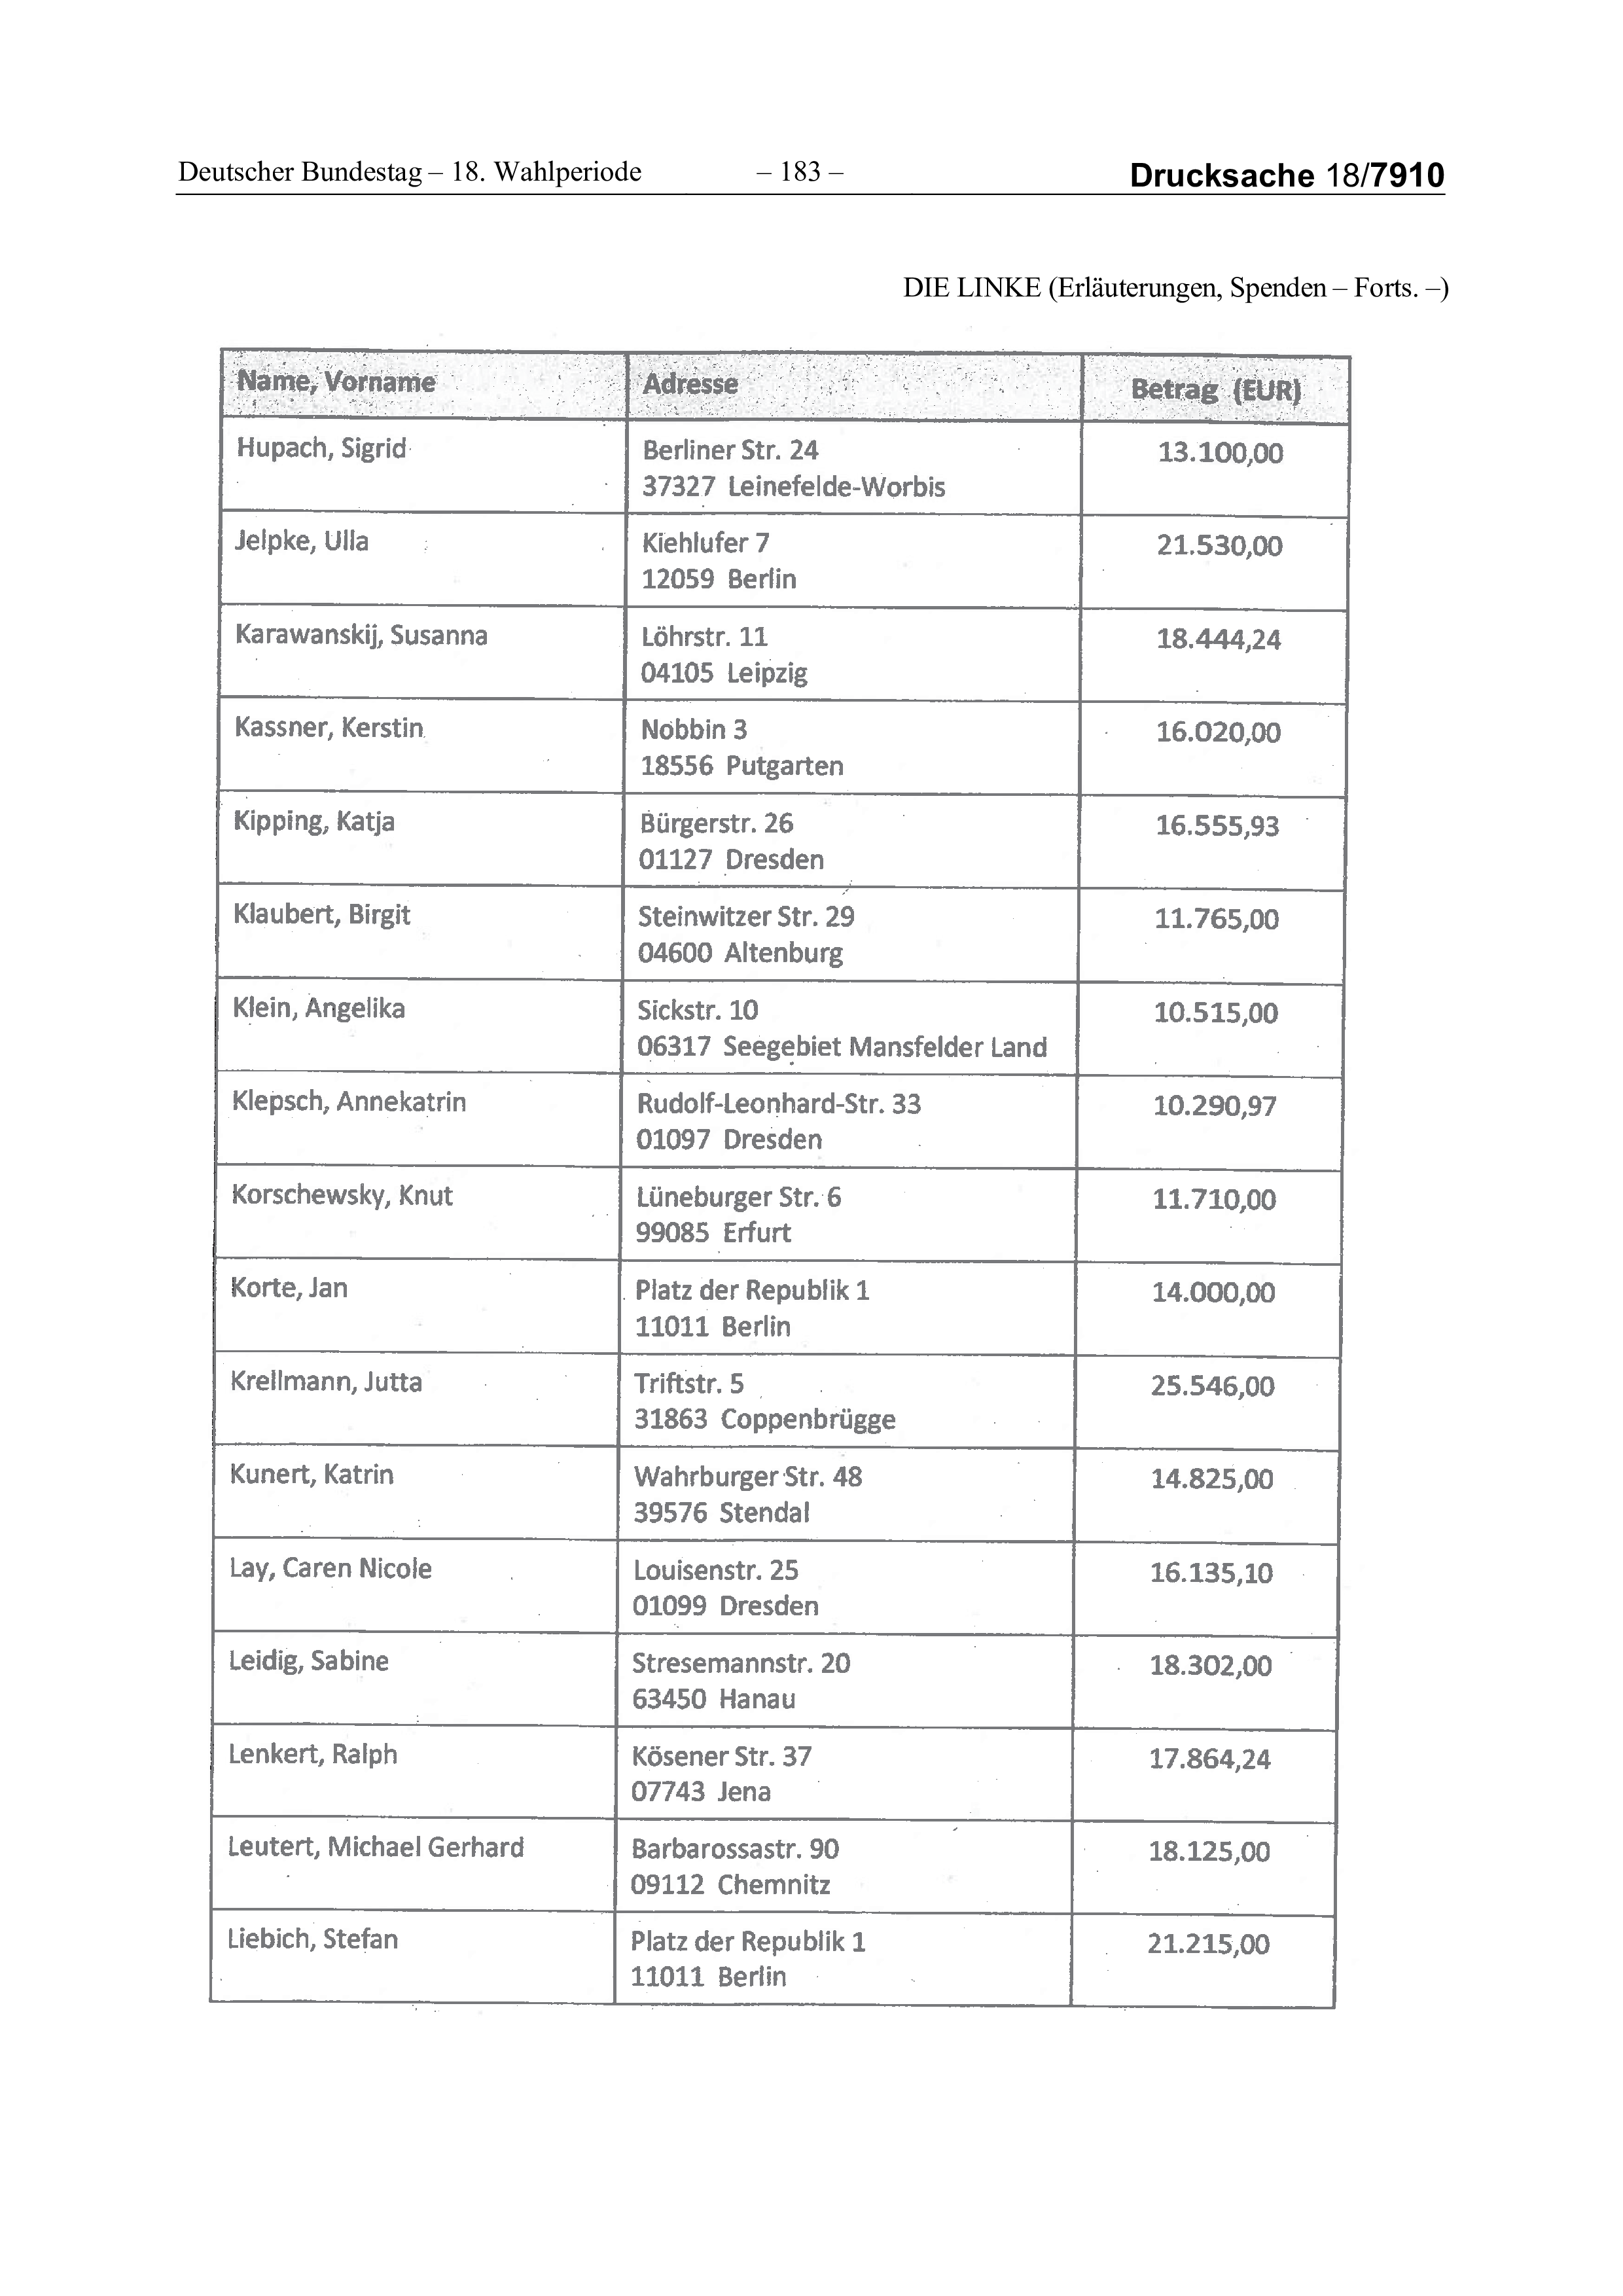 Deutscher Bundestag – 18. Wahlperiode – 183 – Drucksache 18/7910
DIE LINKE (Erläuterungen, Spenden – Forts. –)
Name, Vorname Adresse Betrag (EUR)
Hupach, Sigrid Berliner Str. 24 13.100,00
37327 Leinefelde-Worbis
Jelpke, Ulla Kiehlufer 7 21.530,00
12059 Berlin
Karawanskij, Susanna Löhrstr. 11 18.444,24
04105 Leipzig
Kassner, Kerstin Nobbin 3 16.020,00
18556 Putgarten
Kipping, Katja Bürgerstr. 26 16.555,93
01127 Dresden
Klaubert, Birgit Steinwitzer Str. 29 11.765,00
04600 Altenburg
Klein, Angelika Sickstr. 10 10.515,00
06317 Seegebiet Mansfelder Land
Klepsch, Annekatrin Rudolf-Leonhard-Str. 33 10.290,97
01097 Dresden
Korschewsky, Knut Lüneburger Str. 6 11.710,00
99085 Erfurt
Korte, Jan Platz der Republik 1 14.000,00
11011 Berlin
Krellmann, Jutta Triftstr. 5 25.546,00
31863 Coppenbrügge
Kunert, Katrin Wahrburger Str. 48 14.825,00
39576 Stendal
Lay, Caren Nicole Louisenstr. 25 16.135,10
01099 Dresden
Leidig, Sabine Stresemannstr. 20 18.302,00
63450 Hanau
Lenkert, Ralph Kösener Str. 37 17.864,24
07743 Jena
Leutert, Michael Gerhard Barbarossastr. 90 18.125,00
09112 Chemnitz
Liebich, Stefan Platz der Republik 1 21.215,00
11011 Berlin